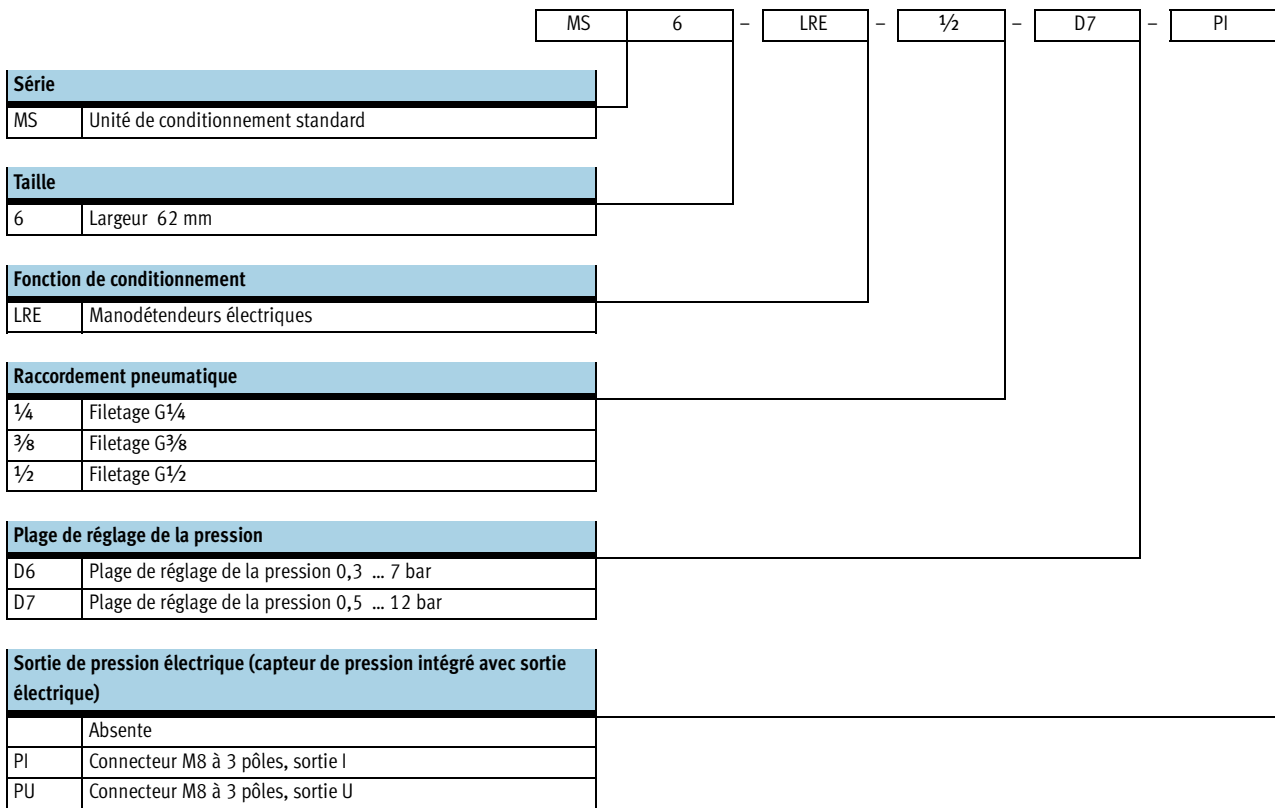 MS 6 – LRE – ½ – D7 – PI
Série
MS Unité de conditionnement standard
Taille
6 Largeur 62 mm
Fonction de conditionnement
LRE Manodétendeurs électriques
Raccordement pneumatique
¼ Filetage G¼
⅜ Filetage G⅜
½ Filetage G½
Plage de réglage de la pression
D6 Plage de réglage de la pression 0,3 ... 7 bar
D7 Plage de réglage de la pression 0,5 ... 12 bar
Sortie de pression électrique (capteur de pression intégré avec sortie
électrique)
Absente
PI Connecteur M8 à 3 pôles, sortie I
PU Connecteur M8 à 3 pôles, sortie U